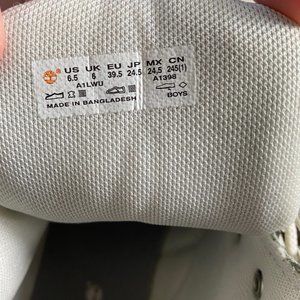 US UK EU JP MX CN
6.5 6 39.5 24.5 24.5 245(1)
A1LWU AT398
MADE IN BANGLADESH BOYS